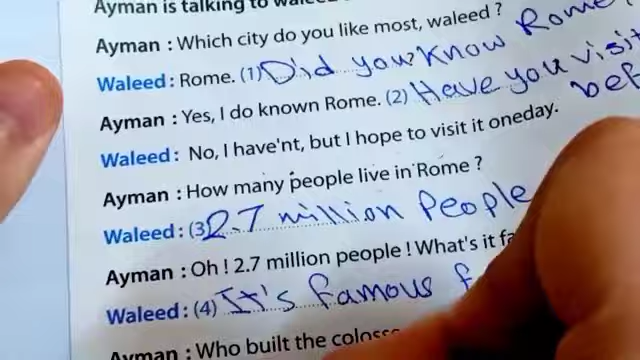 Ayman is talking to waleed
Ayman : Which city do you like most, waleed ?
Waleed: Rome. (1) Did you know Rome?
Ayman : Yes, I do known Rome. (2) Have you visit
bef
Waleed: No, I have'nt, but I hope to visit it oneday.
Ayman : How many people live in Rome ?
Waleed : (3) 2.7 million People
Ayman : Oh ! 2.7 million people ! What's it fa
Waleed : (4) It's famous f
Ayman : Who built the colosse